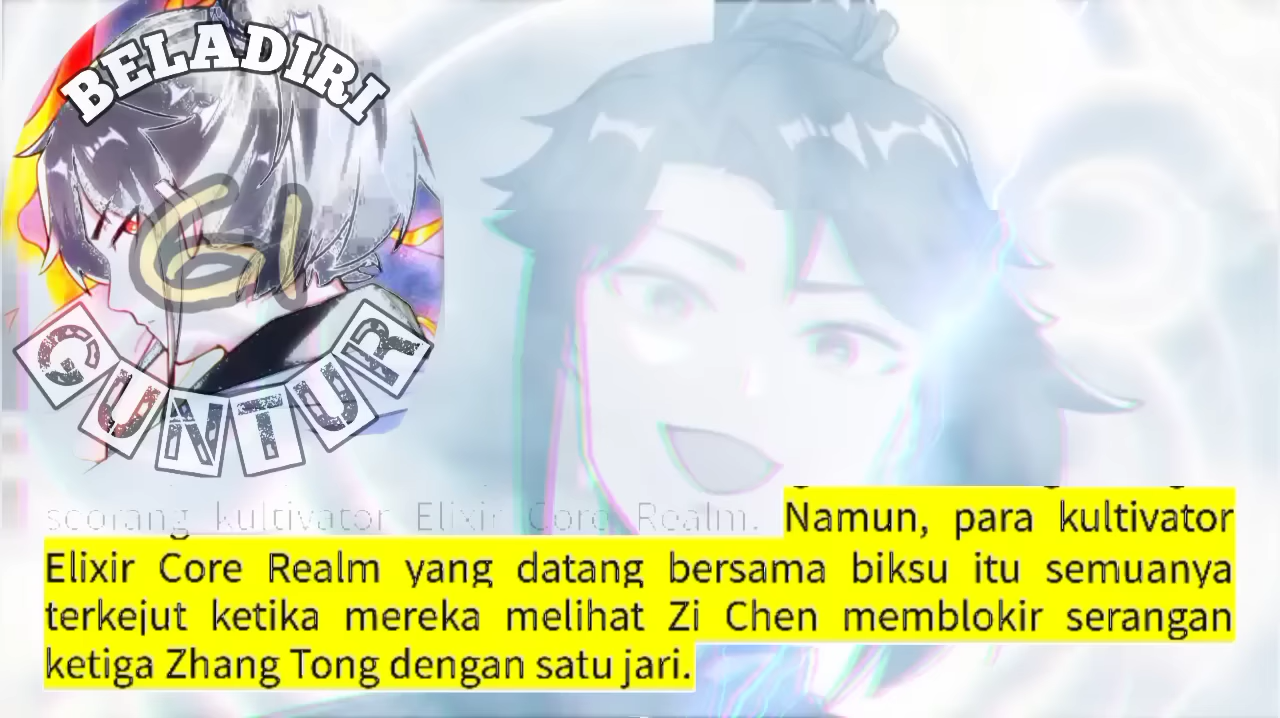 BELADIRI
GUNTUR
seorang kultivator Elixir Core Realm. Namun, para kultivator
Elixir Core Realm yang datang bersama biksu itu semuanya
terkejut ketika mereka melihat Zi Chen memblokir serangan
ketiga Zhang Tong dengan satu jari.